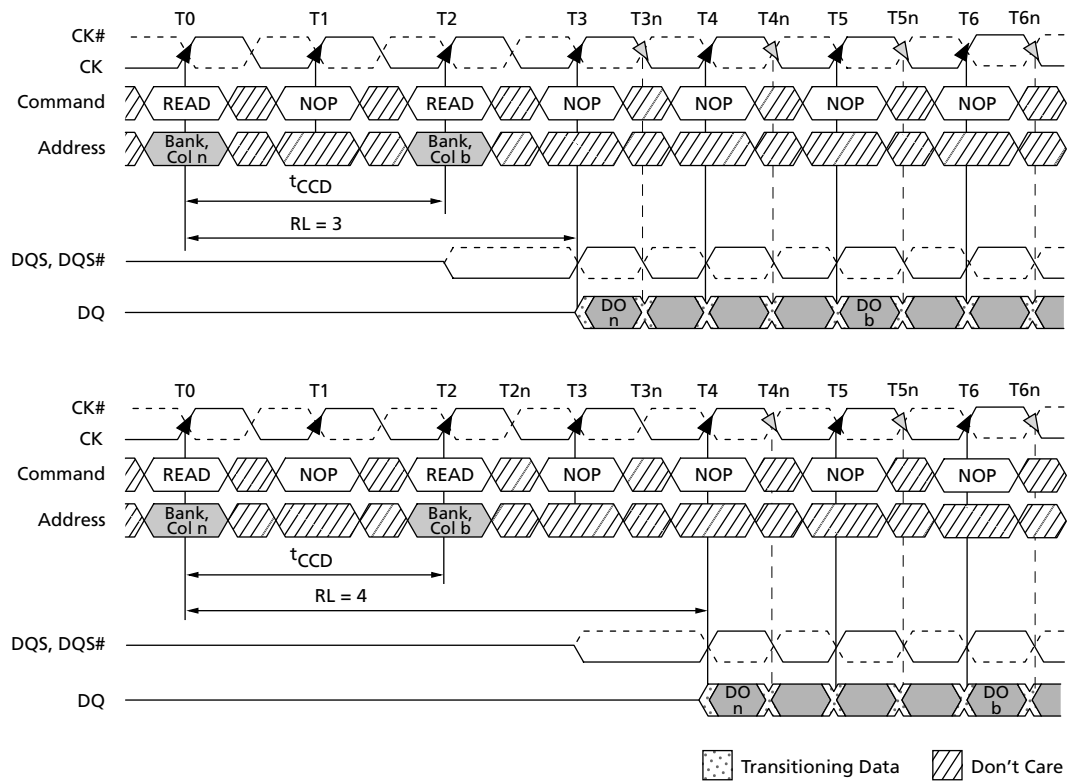 T0 T1 T2 T3 T3n T4 T4n T5 T5n T6 T6n
CK#
CK
Command READ NOP READ NOP NOP NOP NOP
Address Bank, Col n Bank, Col b
tCCD
RL = 3
DQS, DQS#
DQ DO n DO b
T0 T1 T2 T2n T3 T3n T4 T4n T5 T5n T6 T6n
CK#
CK
Command READ NOP READ NOP NOP NOP NOP
Address Bank, Col n Bank, Col b
tCCD
RL = 4
DQS, DQS#
DQ DO n DO b
Transitioning Data Don't Care